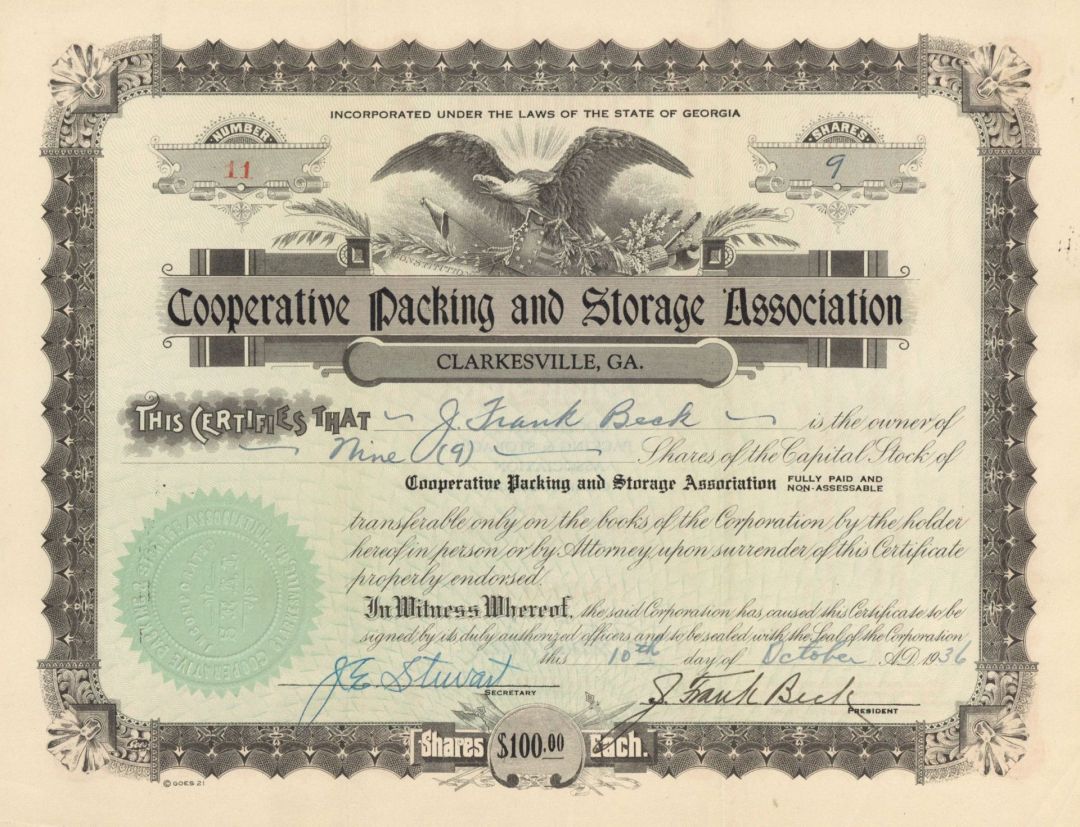 INCORPORATED UNDER THE LAWS OF THE STATE OF GEORGIA
NUMBER
11
SHARES
9
CONSTITUTION
Cooperative Packing and Storage Association
CLARKESVILLE, GA.
THIS CERTIFIES THAT J. Frank Beck is the owner of
Nine (9) Shares of the Capital Stock of
Cooperative Packing and Storage Association FULLY PAID AND NON-ASSESSABLE
transferable only on the books of the Corporation by the holder
hereof in person or by Attorney upon surrender of this Certificate
properly endorsed.
In Witness Whereof, the said Corporation has caused this Certificate to be
signed by its duly authorized officers and to be sealed with the Seal of the Corporation
this 10th day of October A.D. 1936
J E Stewart
SECRETARY
J. Frank Beck
PRESIDENT
Shares $100.00 Each.
© GOES 21